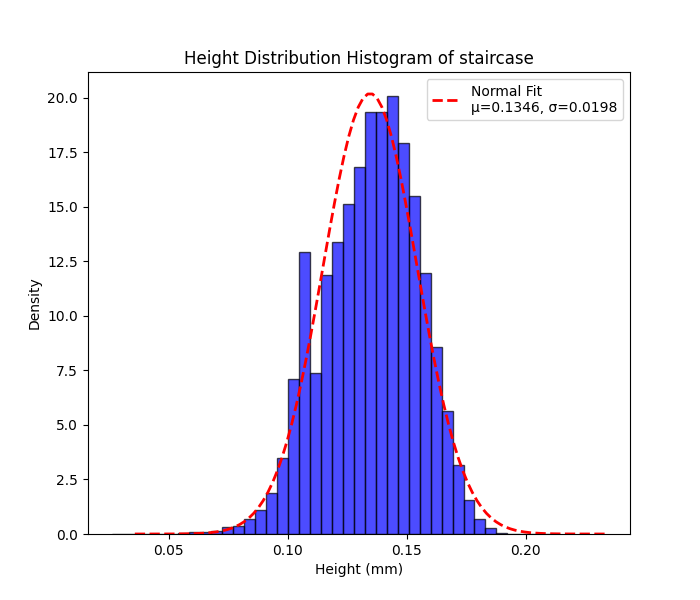 Height Distribution Histogram of staircase
Normal Fit
μ=0.1346, σ=0.0198
Density
20.0
17.5
15.0
12.5
10.0
7.5
5.0
2.5
0.0
0.05
0.10
0.15
0.20
Height (mm)